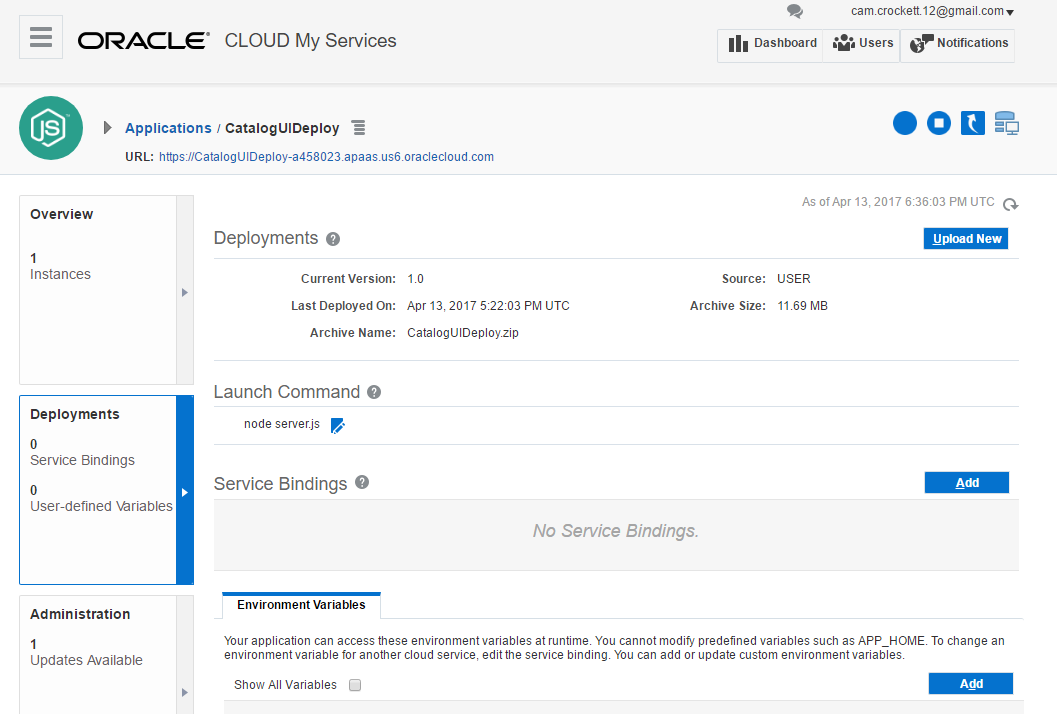 cam.crockett.12@gmail.com
ORACLE® CLOUD My Services
Dashboard Users Notifications
JS
Applications / CatalogUIDeploy
URL: https://CatalogUIDeploy-a458023.apaas.us6.oraclecloud.com
As of Apr 13, 2017 6:36:03 PM UTC
Overview
1
Instances
Deployments
0
Service Bindings
0
User-defined Variables
Administration
1
Updates Available
Deployments ?
Upload New
Current Version: 1.0 Source: USER
Last Deployed On: Apr 13, 2017 5:22:03 PM UTC Archive Size: 11.69 MB
Archive Name: CatalogUIDeploy.zip
Launch Command ?
node server.js
Service Bindings ?
Add
No Service Bindings.
Environment Variables
Your application can access these environment variables at runtime. You cannot modify predefined variables such as APP_HOME. To change an
environment variable for another cloud service, edit the service binding. You can add or update custom environment variables.
Show All Variables
Add